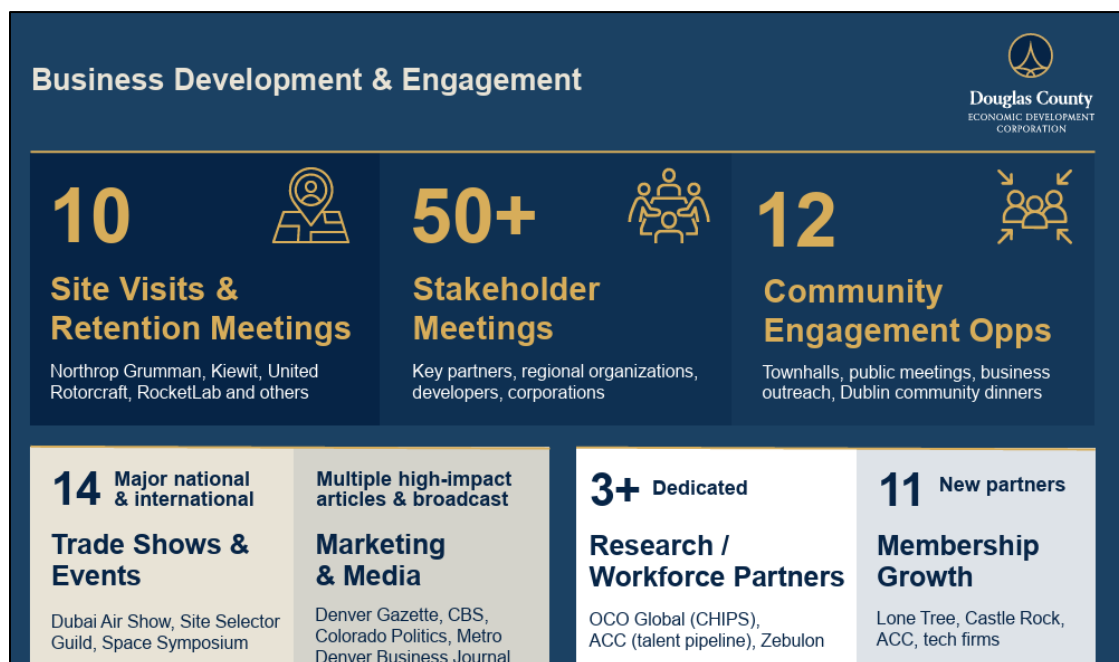 Business Development & Engagement
Douglas County
ECONOMIC DEVELOPMENT
CORPORATION
10
Site Visits &
Retention Meetings
Northrop Grumman, Kiewit, United
Rotorcraft, RocketLab and others
50+
Stakeholder
Meetings
Key partners, regional organizations,
developers, corporations
12
Community
Engagement Opps
Townhalls, public meetings, business
outreach, Dublin community dinners
14
Major national
& international
Trade Shows &
Events
Dubai Air Show, Site Selector
Guild, Space Symposium
Multiple high-impact
articles & broadcast
Marketing
& Media
Denver Gazette, CBS,
Colorado Politics, Metro
Denver Business Journal
3+ Dedicated
Research /
Workforce Partners
OCO Global (CHIPS),
ACC (talent pipeline), Zebulon
11 New partners
Membership
Growth
Lone Tree, Castle Rock,
ACC, tech firms